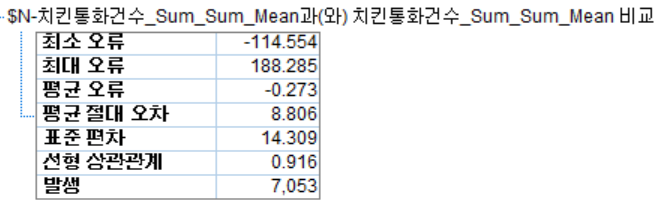 $N-치킨통화건수_Sum_Sum_Mean과(와) 치킨통화건수_Sum_Sum_Mean 비교
최소 오류 -114.554
최대 오류 188.285
평균 오류 -0.273
평균 절대 오차 8.806
표준 편차 14.309
선형 상관관계 0.916
발생 7,053